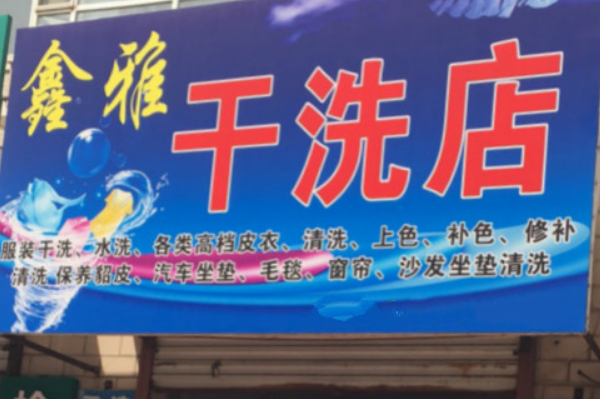 鑫雅 干洗店
服装干洗、水洗、各类高档皮衣、清洗、上色、补色、修补
清洗 保养貂皮、汽车坐垫、毛毯、窗帘、沙发坐垫清洗